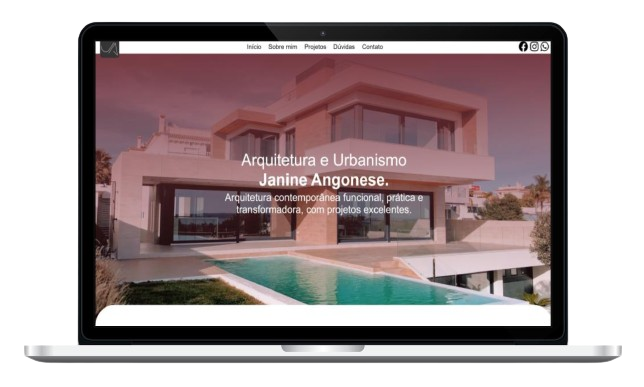 Início Sobre mim Projetos Dúvidas Contato
Arquitetura e Urbanismo
Janine Angonese.
Arquitetura contemporânea funcional, prática e
transformadora, com projetos excelentes.